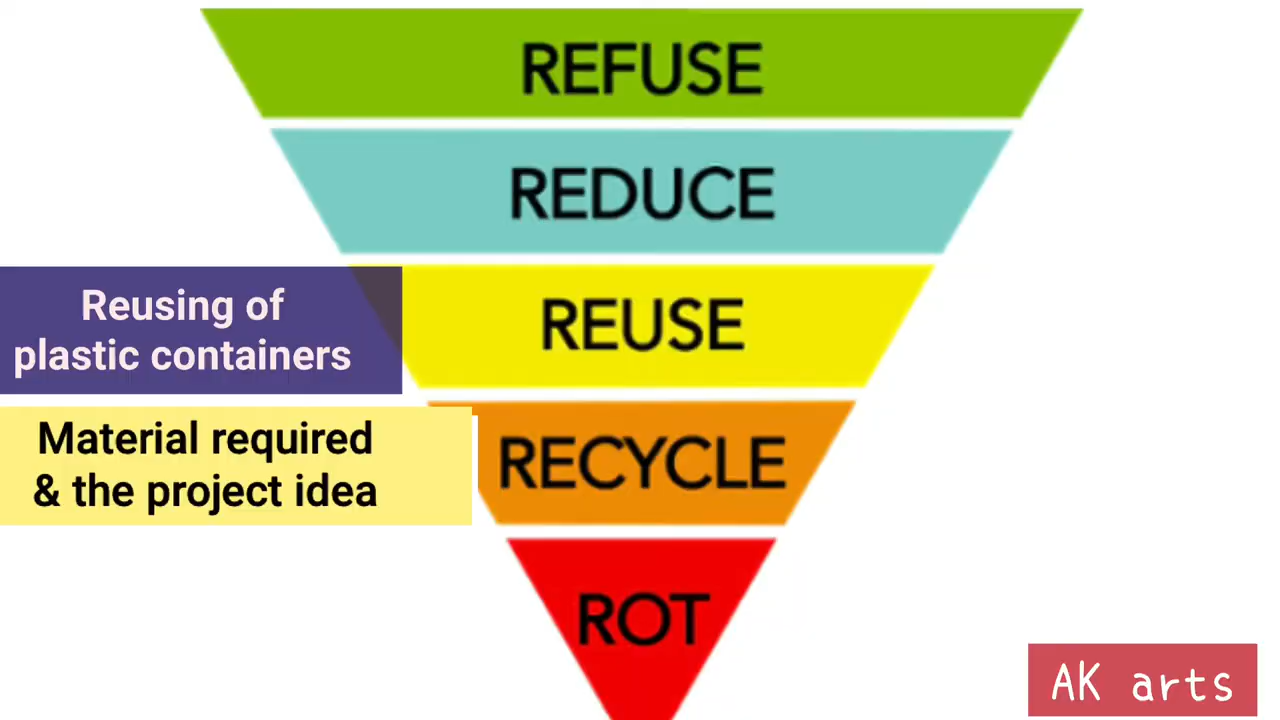 REFUSE
REDUCE
Reusing of
plastic containers
REUSE
Material required
& the project idea
RECYCLE
ROT
AK arts